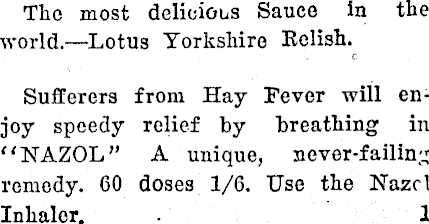 The most delicious Sauce in the
world.—Lotus Yorkshire Relish.
Sufferers from Hay Fever will en-
joy speedy relief by breathing in
"NAZOL" A unique, never-failing
remedy. 60 doses 1/6. Use the Nazol
Inhaler. 1